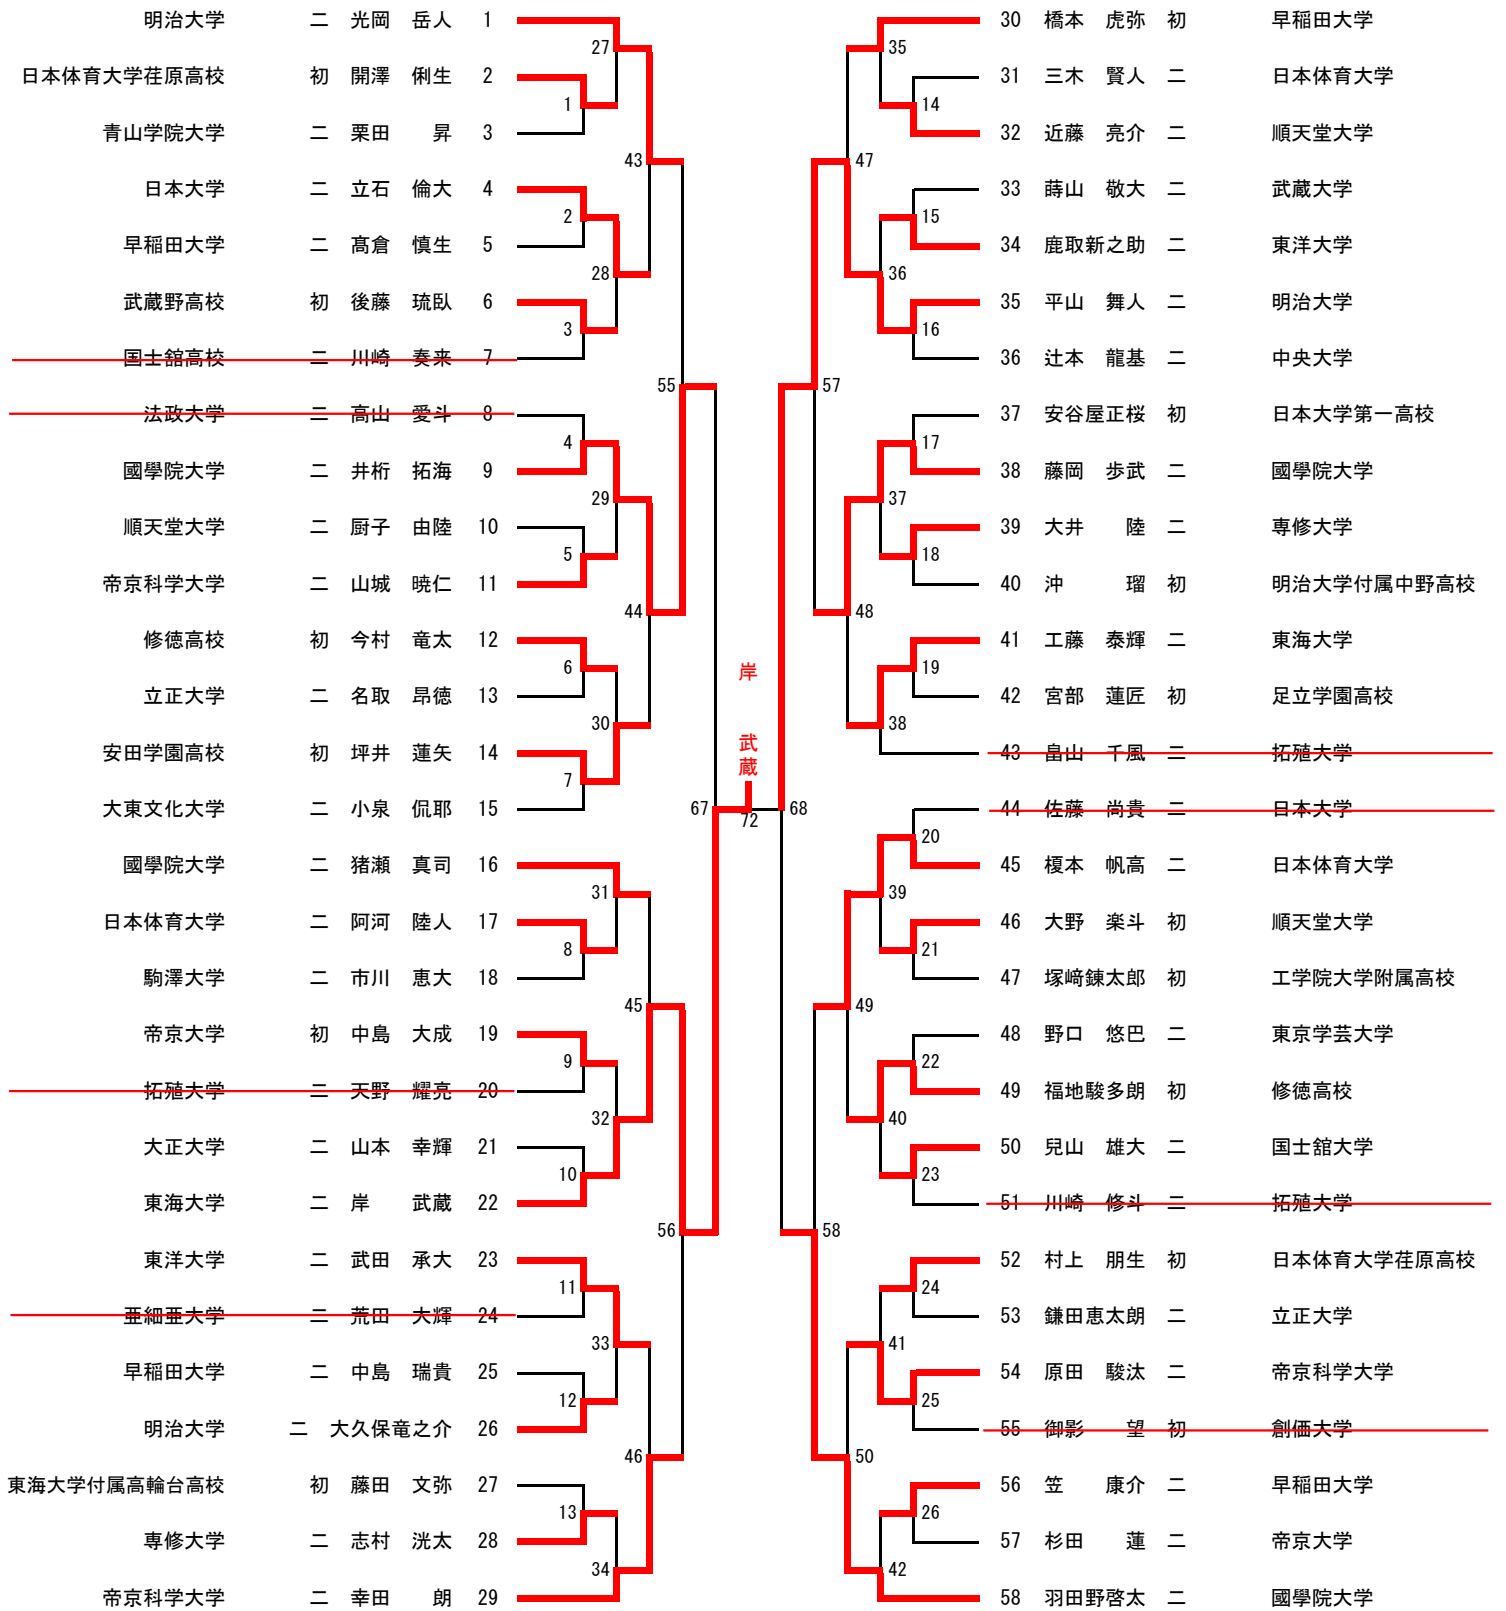 明治大学 二 光岡 岳人 1
日本体育大学荏原高校 初 開澤 俐生 2
青山学院大学 二 栗田 昇 3
日本大学 二 立石 倫大 4
早稲田大学 二 髙倉 慎生 5
武蔵野高校 初 後藤 琉臥 6
国士舘高校 二 川崎 奏来 7
法政大学 二 高山 愛斗 8
國學院大学 二 井桁 拓海 9
順天堂大学 二 厨子 由陸 10
帝京科学大学 二 山城 暁仁 11
修徳高校 初 今村 竜太 12
立正大学 二 名取 昂徳 13
安田学園高校 初 坪井 蓮矢 14
大東文化大学 二 小泉 侃耶 15
國學院大学 二 猪瀬 真司 16
日本体育大学 二 阿河 陸人 17
駒澤大学 二 市川 恵大 18
帝京大学 初 中島 大成 19
拓殖大学 二 天野 耀亮 20
大正大学 二 山本 幸輝 21
東海大学 二 岸 武蔵 22
東洋大学 二 武田 承大 23
亜細亜大学 二 荒田 大輝 24
早稲田大学 二 中島 瑞貴 25
明治大学 二 大久保竜之介 26
東海大学付属高輪台高校 初 藤田 文弥 27
専修大学 二 志村 洸太 28
帝京科学大学 二 幸田 朗 29
1
2
3
4
5
6
7
8
9
10
11
12
13
27
28
29
30
31
32
33
34
43
44
45
46
55
56
67
岸 武蔵
72
68
57
58
47
48
49
50
35
36
37
38
39
40
41
42
14
15
16
17
18
19
20
21
22
23
24
25
26
30 橋本 虎弥 初 早稲田大学
31 三木 賢人 二 日本体育大学
32 近藤 亮介 二 順天堂大学
33 蒔山 敬大 二 武蔵大学
34 鹿取新之助 二 東洋大学
35 平山 舞人 二 明治大学
36 辻本 龍基 二 中央大学
37 安谷屋正桜 初 日本大学第一高校
38 藤岡 歩武 二 國學院大学
39 大井 陸 二 専修大学
40 沖 瑠 初 明治大学付属中野高校
41 工藤 泰輝 二 東海大学
42 宮部 蓮匠 初 足立学園高校
43 畠山 千風 二 拓殖大学
44 佐藤 尚貴 二 日本大学
45 榎本 帆高 二 日本体育大学
46 大野 楽斗 初 順天堂大学
47 塚﨑錬太郎 初 工学院大学附属高校
48 野口 悠巴 二 東京学芸大学
49 福地駿多朗 初 修徳高校
50 兒山 雄大 二 国士舘大学
51 川崎 修斗 二 拓殖大学
52 村上 朋生 初 日本体育大学荏原高校
53 鎌田恵太朗 二 立正大学
54 原田 駿汰 二 帝京科学大学
55 御影 望 初 創価大学
56 笠 康介 二 早稲田大学
57 杉田 蓮 二 帝京大学
58 羽田野啓太 二 國學院大学